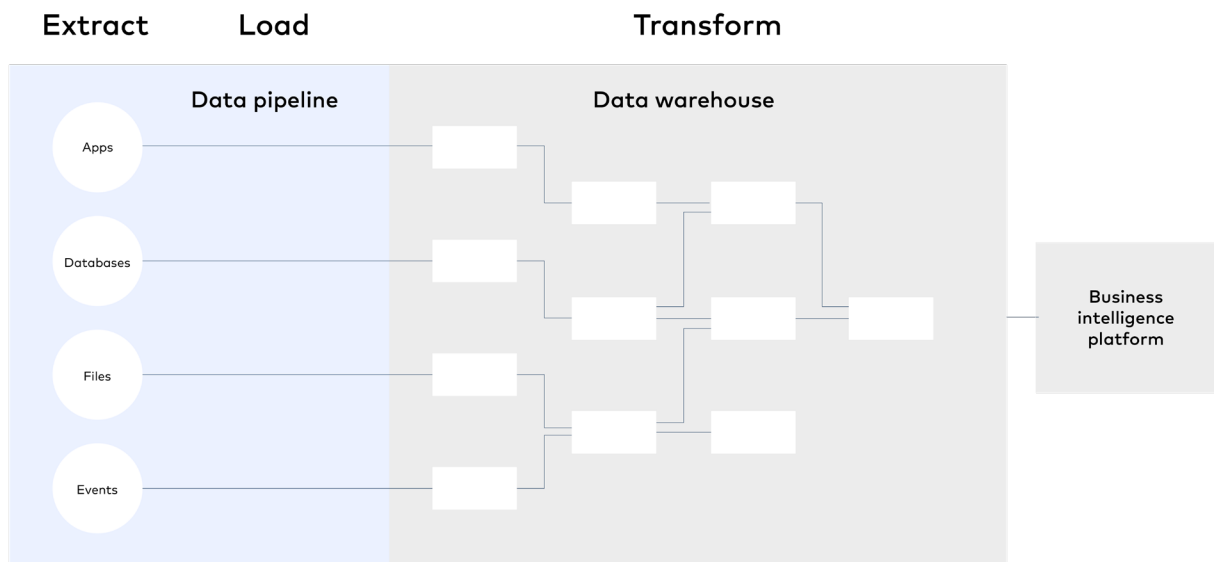 Extract Load Transform
Data pipeline Data warehouse
Apps
Databases
Files
Events
Business
intelligence
platform